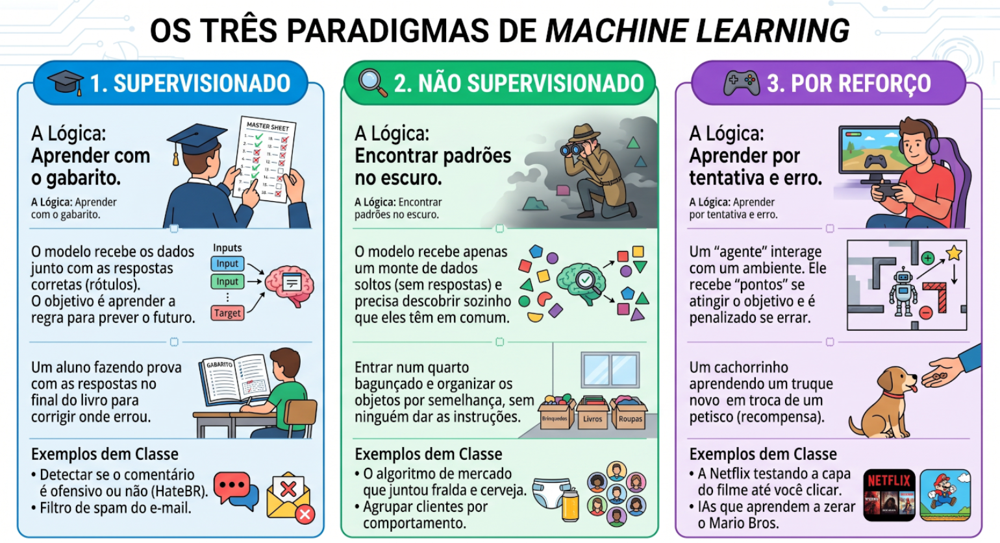 OS TRÊS PARADIGMAS DE MACHINE LEARNING
1. SUPERVISIONADO
A Lógica:
Aprender com
o gabarito.
A Lógica: Aprender
com o gabarito.
MASTER SHEET
O modelo recebe os dados
junto com as respostas
corretas (rótulos).
O objetivo é aprender a
regra para prever o futuro.
Inputs
Input
Input
Target
Um aluno fazendo prova
com as respostas no
final do livro para
corrigir onde errou.
GABARITO
Exemplos dem Classe
• Detectar se o comentário
é ofensivo ou não (HateBR).
• Filtro de spam do e-mail.
2. NÃO SUPERVISIONADO
A Lógica:
Encontrar padrões
no escuro.
A Lógica: Encontrar
padrões no escuro.
O modelo recebe apenas
um monte de dados
soltos (sem respostas) e
precisa descobrir sozinho
que eles têm em comum.
Entrar num quarto
bagunçado e organizar os
objetos por semelhança, sem
ninguém dar as instruções.
Brinquedos
Livros
Roupas
Exemplos dem Classe
• O algoritmo de mercado
que juntou fralda e cerveja.
• Agrupar clientes por
comportamento.
3. POR REFORÇO
A Lógica:
Aprender por
tentativa e erro.
A Lógica: Aprender
por tentativa e erro.
Um “agente” interage
com um ambiente. Ele
recebe “pontos” se
atingir o objetivo e é
penalizado se errar.
Um cachorrinho
aprendendo um truque
novo em troca de um
petisco (recompensa).
Exemplos dem Classe
• A Netflix testando a capa
do filme até você clicar.
• IAs que aprendem a zerar
o Mario Bros.
NETFLIX